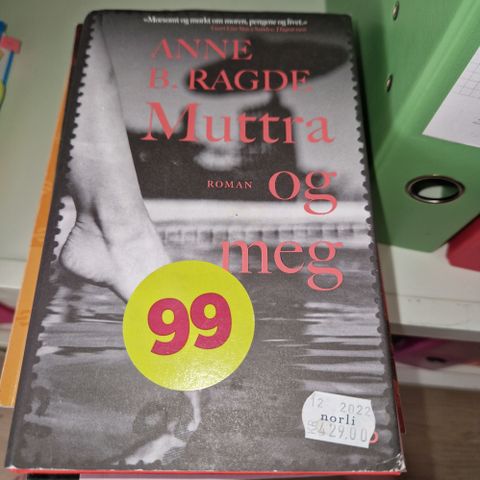 «Morsomt og mørkt om moren, pengene og livet.»
ANNE
B. RAGDE
Muttra
ROMAN
og
meg
99
12 2022
norli
429.00